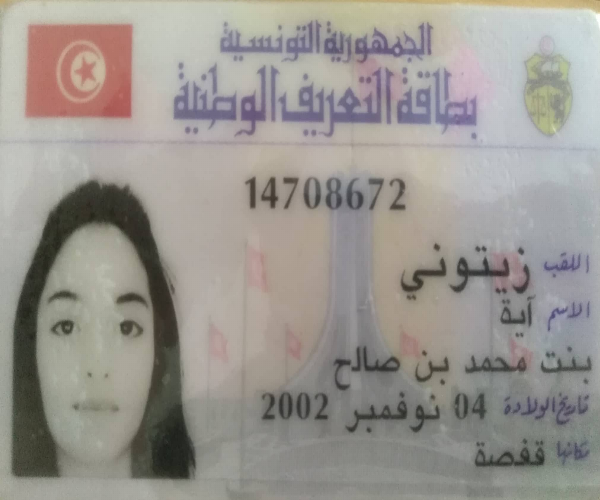 الجمهورية التونسية
بطاقة التعريف الوطنية
14708672
اللقب زيتوني
الاسم آية
بنت محمد بن صالح
تاريخ الولادة 04 نوفمبر 2002
مكانها قفصة